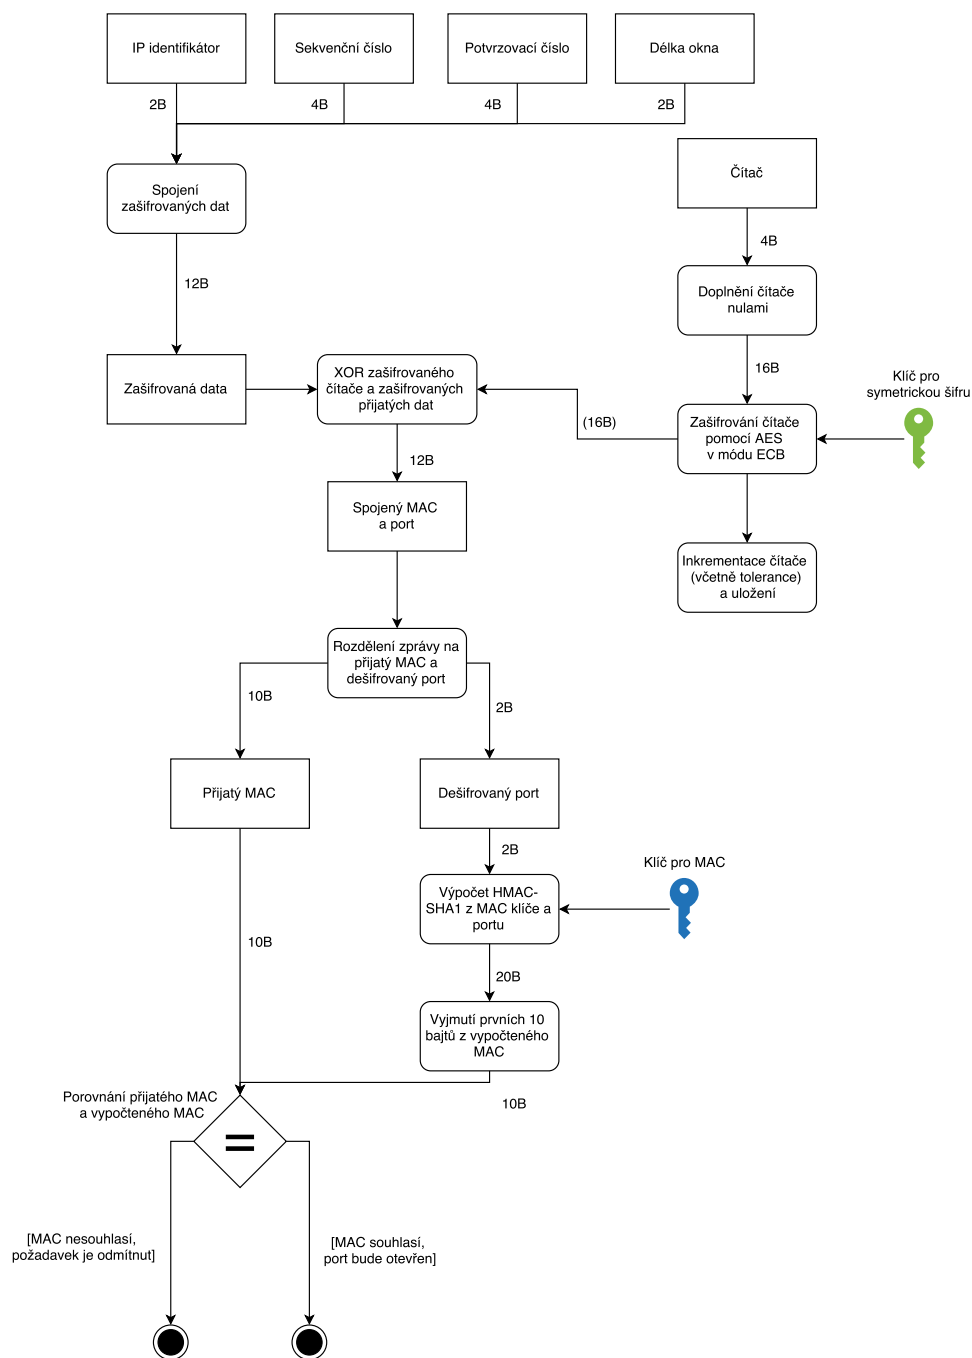 IP identifikátor
Sekvenční číslo
Potvrzovací číslo
Délka okna
2B
4B
4B
2B
Spojení
zašifrovaných dat
Čítač
4B
12B
Doplnění čítače
nulami
16B
Zašifrovaná data
XOR zašifrovaného
čítače a zašifrovaných
přijatých dat
Klíč pro
symetrickou šifru
(16B)
Zašifrování čítače
pomocí AES
v módu ECB
12B
Spojený MAC
a port
Inkrementace čítače
(včetně tolerance)
a uložení
Rozdělení zprávy na
přijatý MAC a
dešifrovaný port
10B
2B
Přijatý MAC
Dešifrovaný port
2B
Klíč pro MAC
Výpočet HMAC-
SHA1 z MAC klíče a
portu
10B
20B
Vyjmutí prvních 10
bajtů z vypočteného
MAC
10B
Porovnání přijatého MAC
a vypočteného MAC
=
[MAC nesouhlasí,
požadavek je odmítnut]
[MAC souhlasí,
port bude otevřen]